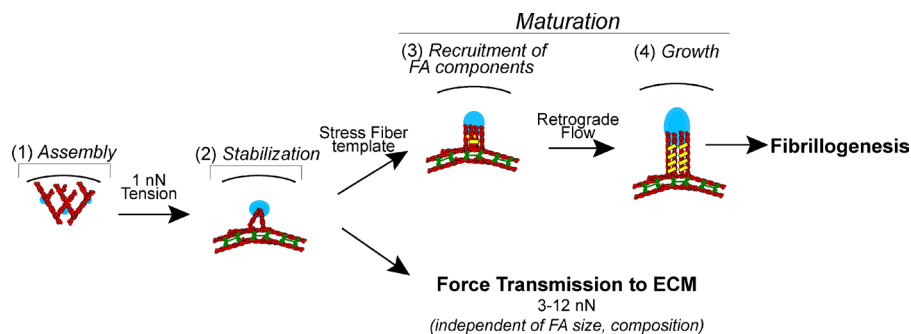 Maturation
(3) Recruitment of
FA components
(4) Growth
(1) Assembly
1 nN
Tension
(2) Stabilization
Stress Fiber
template
Retrograde
Flow
Fibrillogenesis
Force Transmission to ECM
3-12 nN
(independent of FA size, composition)